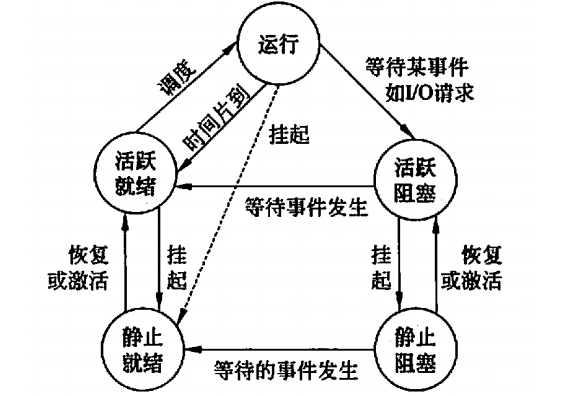 运行
调度
等待某事件
如I/O请求
时间片到
挂起
活跃
就绪
活跃
阻塞
等待事件发生
恢复
或激活
挂
起
挂
起
恢复
或激活
静止
就绪
静止
阻塞
等待的事件发生